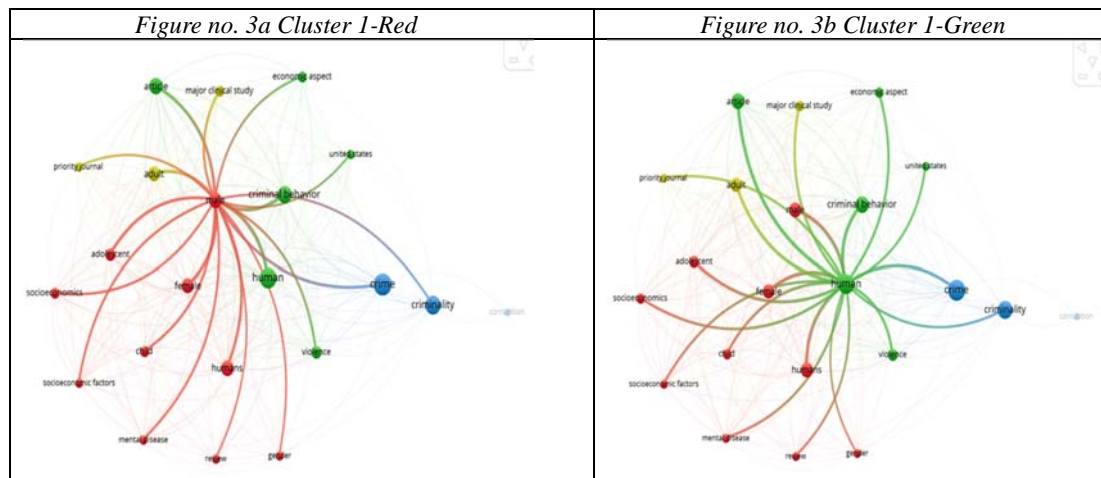 Figure no. 3a Cluster 1-Red
Figure no. 3b Cluster 1-Green
article
major clinical study
economic aspect
united states
priority journal
adult
male
criminal behavior
adolescent
human
socioeconomics
female
crime
criminality
corruption
child
violence
humans
socioeconomic factors
mental disease
review
gender
article
major clinical study
economic aspect
united states
priority journal
adult
male
criminal behavior
adolescent
human
socioeconomics
female
crime
criminality
corruption
child
violence
humans
socioeconomic factors
mental disease
review
gender